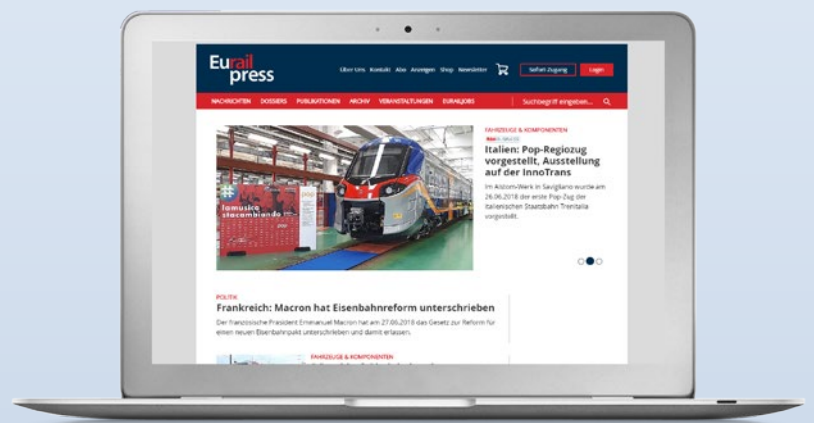 Eurail
press
Über Uns Kontakt Abo Anzeigen Shop Newsletter
Sofort-Zugang
Login
NACHRICHTEN DOSSIERS PUBLIKATIONEN ARCHIV VERANSTALTUNGEN EURAILJOBS
Suchbegriff eingeben...
FAHRZEUGE & KOMPONENTEN
Italien: Pop-Regiozug
vorgestellt, Ausstellung
auf der InnoTrans
Im Alstom-Werk in Savigliano wurde am
26.06.2018 der erste Pop-Zug der
italienischen Staatsbahn Trenitalia
vorgestellt.
#
lamusica
stacambiando
pop
POLITIK
Frankreich: Macron hat Eisenbahnreform unterschrieben
Der französische Präsident Emmanuel Macron hat am 27.06.2018 das Gesetz zur Reform für
einen neuen Eisenbahnpakt unterschrieben und damit erlassen.
FAHRZEUGE & KOMPONENTEN